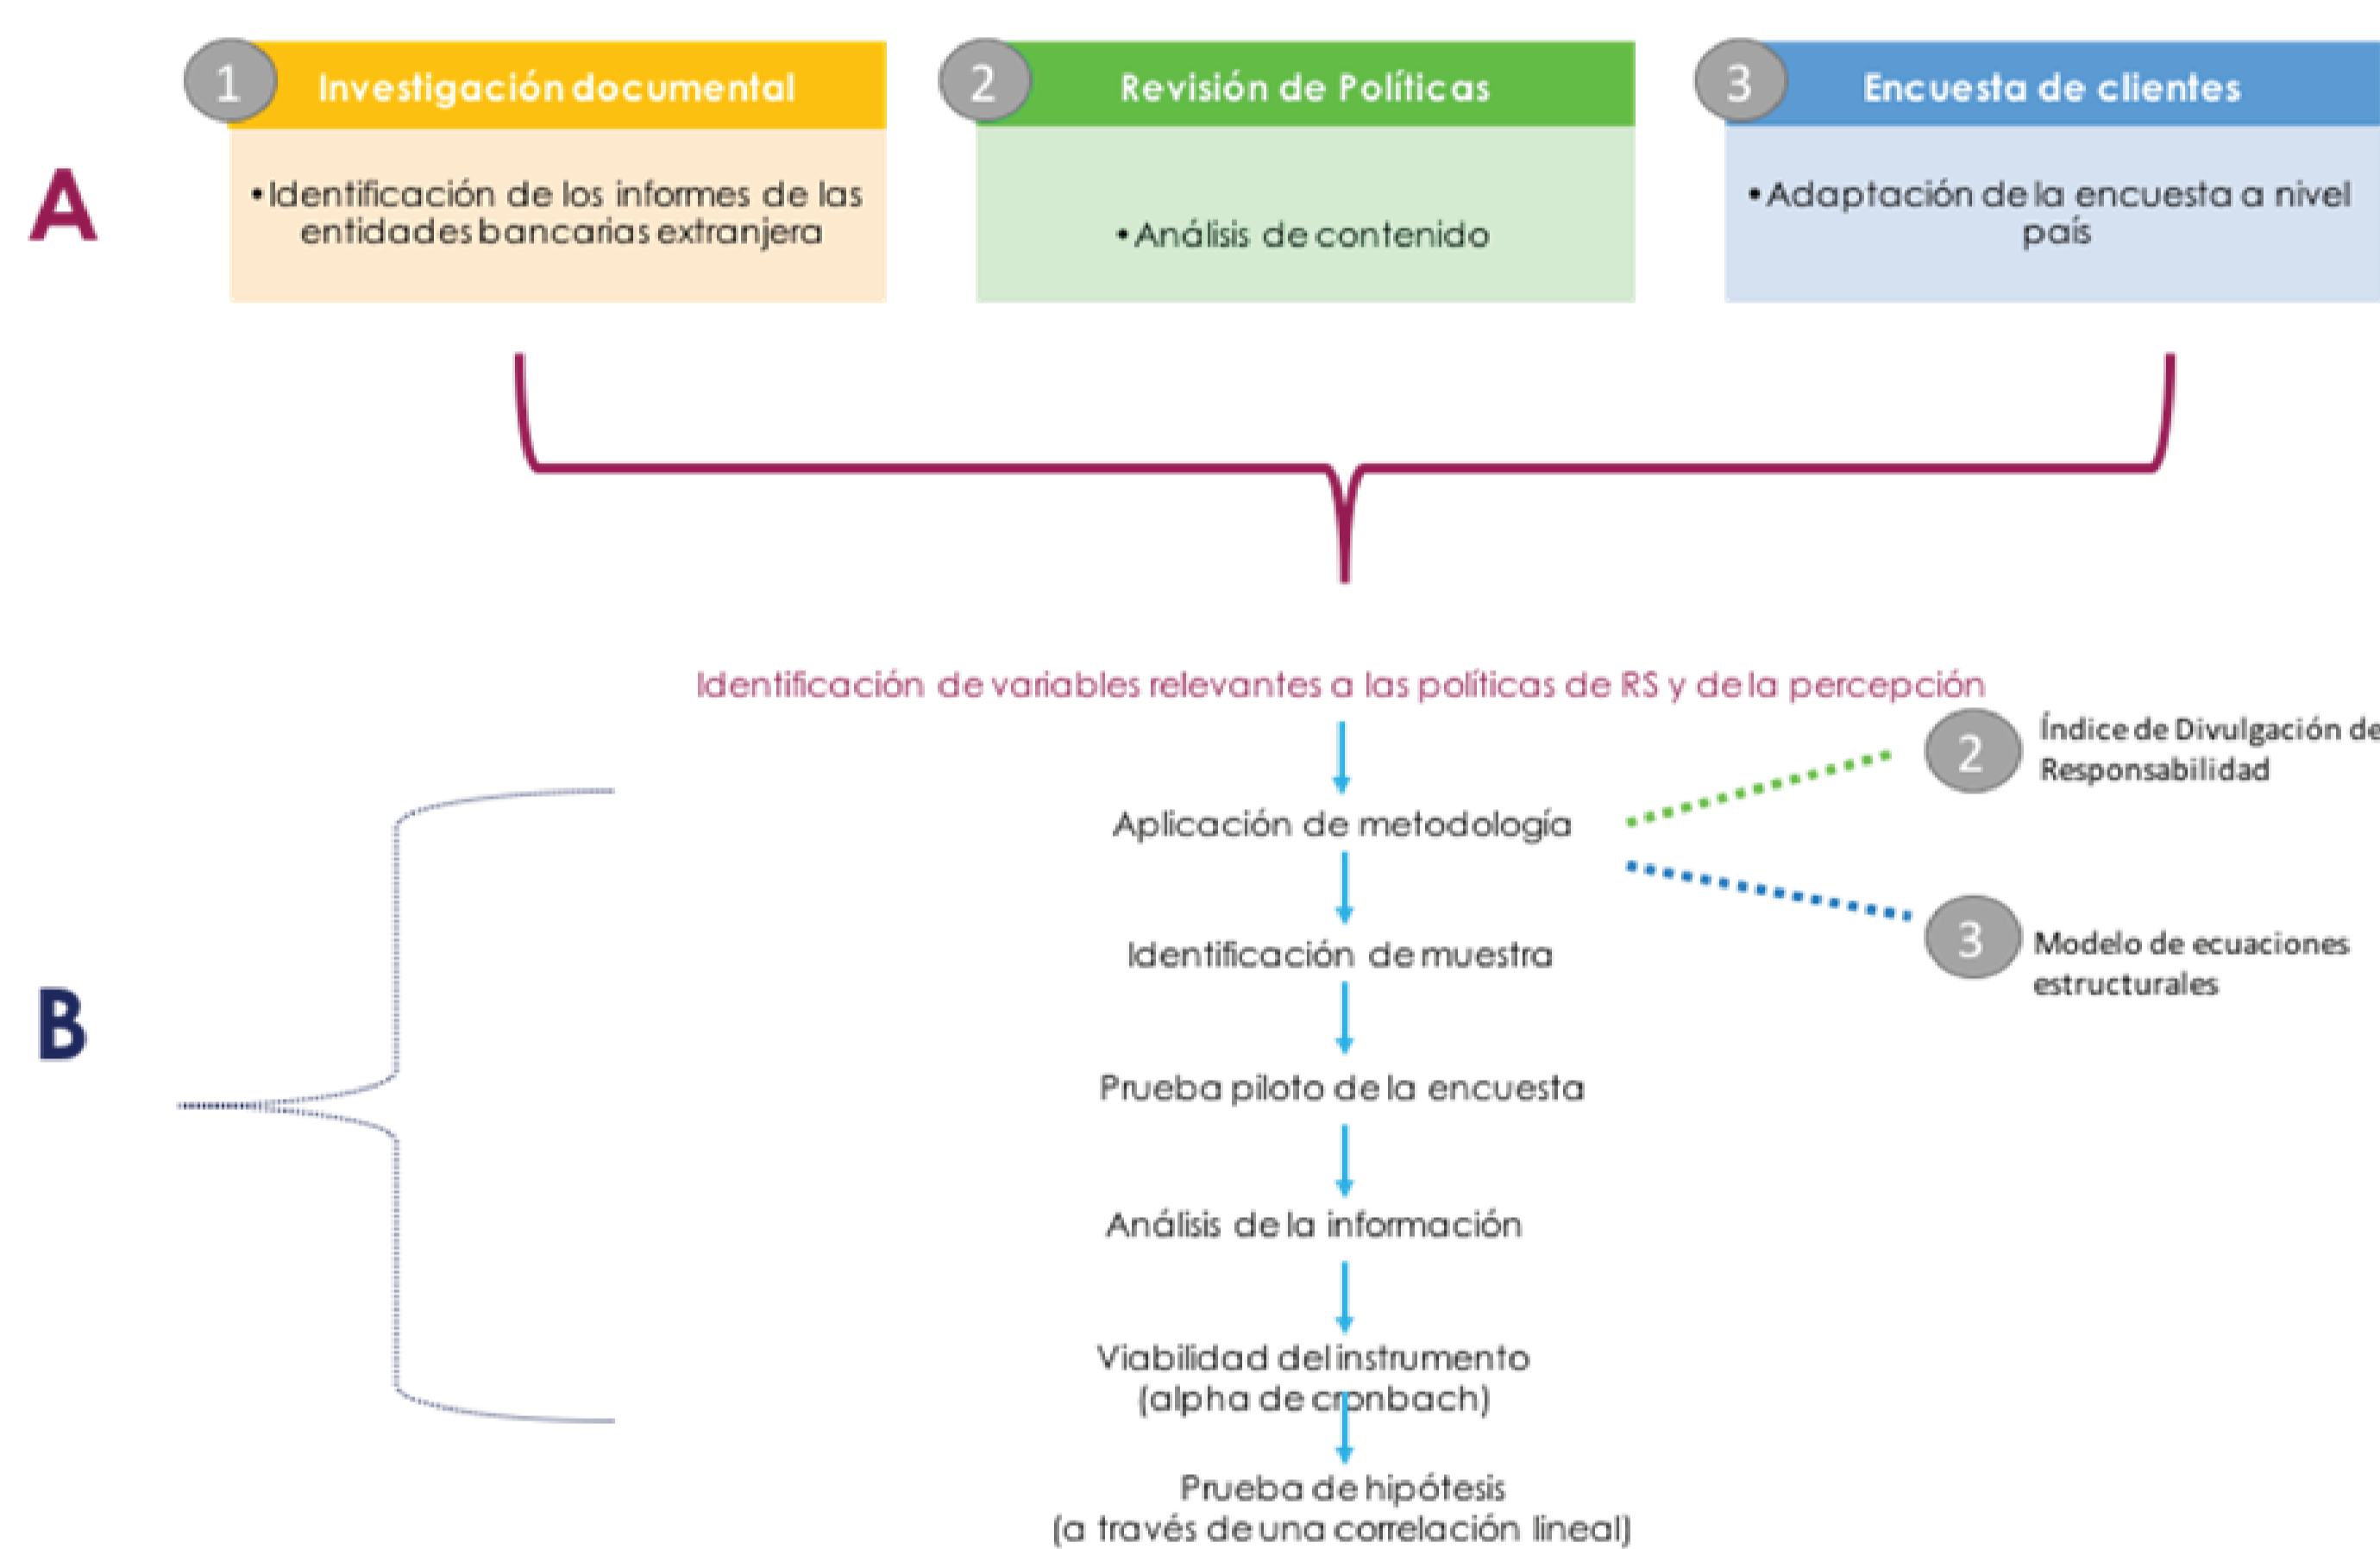 1
Investigación documental
2
Revisión de Políticas
3
Encuesta de clientes
A
•Identificación de los informes de las
entidades bancarias extranjera
•Análisis de contenido
•Adaptación de la encuesta a nivel
país
Identificación de variables relevantes a las políticas de RS y de la percepción
2
Índice de Divulgación de
Responsabilidad
Aplicación de metodología
3
Modelo de ecuaciones
estructurales
Identificación de muestra
B
Prueba piloto de la encuesta
Análisis de la información
Viabilidad del instrumento
(alpha de cronbach)
Prueba de hipótesis
(a través de una correlación lineal)